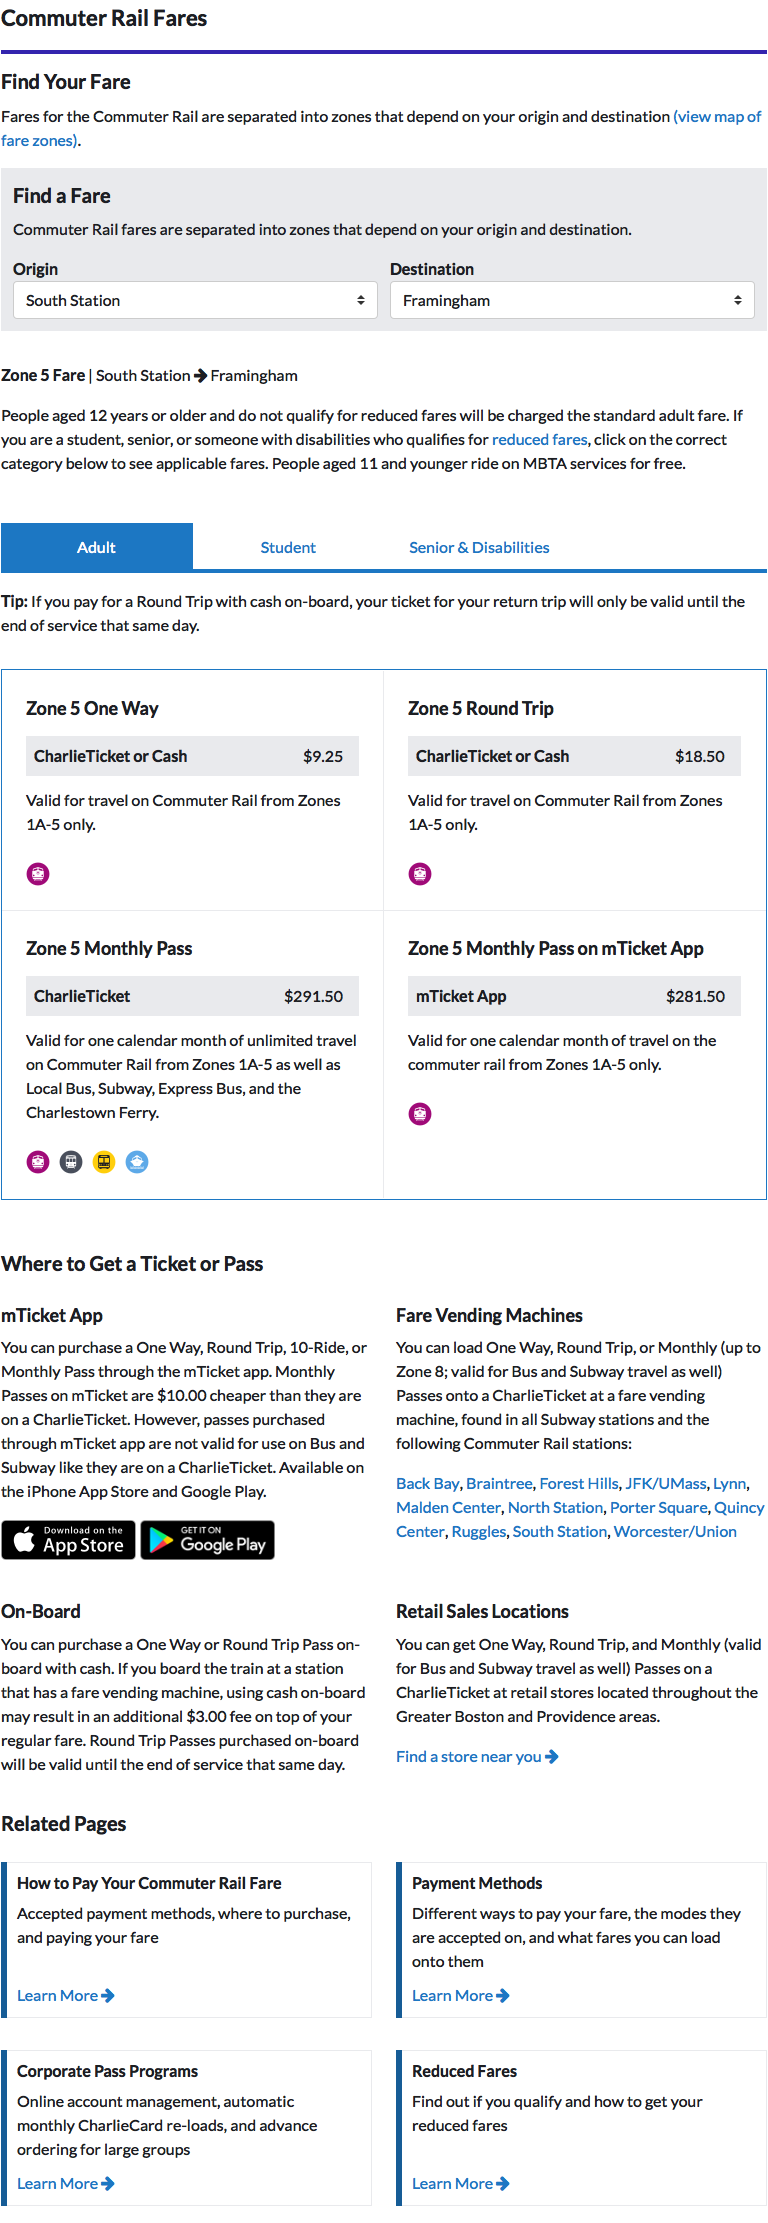 Commuter Rail Fares
Find Your Fare
Fares for the Commuter Rail are separated into zones that depend on your origin and destination (view map of
fare zones).
Find a Fare
Commuter Rail fares are separated into zones that depend on your origin and destination.
Origin
South Station
Destination
Framingham
Zone 5 Fare | South Station → Framingham
People aged 12 years or older and do not qualify for reduced fares will be charged the standard adult fare. If
you are a student, senior, or someone with disabilities who qualifies for reduced fares, click on the correct
category below to see applicable fares. People aged 11 and younger ride on MBTA services for free.
Adult
Student
Senior & Disabilities
Tip: If you pay for a Round Trip with cash on-board, your ticket for your return trip will only be valid until the
end of service that same day.
Zone 5 One Way
CharlieTicket or Cash $9.25
Valid for travel on Commuter Rail from Zones
1A-5 only.
Zone 5 Round Trip
CharlieTicket or Cash $18.50
Valid for travel on Commuter Rail from Zones
1A-5 only.
Zone 5 Monthly Pass
CharlieTicket $291.50
Valid for one calendar month of unlimited travel
on Commuter Rail from Zones 1A-5 as well as
Local Bus, Subway, Express Bus, and the
Charlestown Ferry.
Zone 5 Monthly Pass on mTicket App
mTicket App $281.50
Valid for one calendar month of travel on the
commuter rail from Zones 1A-5 only.
Where to Get a Ticket or Pass
mTicket App
You can purchase a One Way, Round Trip, 10-Ride, or
Monthly Pass through the mTicket app. Monthly
Passes on mTicket are $10.00 cheaper than they are
on a CharlieTicket. However, passes purchased
through mTicket app are not valid for use on Bus and
Subway like they are on a CharlieTicket. Available on
the iPhone App Store and Google Play.
Download on the
App Store
GET IT ON
Google Play
Fare Vending Machines
You can load One Way, Round Trip, or Monthly (up to
Zone 8; valid for Bus and Subway travel as well)
Passes onto a CharlieTicket at a fare vending
machine, found in all Subway stations and the
following Commuter Rail stations:
Back Bay, Braintree, Forest Hills, JFK/UMass, Lynn,
Malden Center, North Station, Porter Square, Quincy
Center, Ruggles, South Station, Worcester/Union
On-Board
You can purchase a One Way or Round Trip Pass on-
board with cash. If you board the train at a station
that has a fare vending machine, using cash on-board
may result in an additional $3.00 fee on top of your
regular fare. Round Trip Passes purchased on-board
will be valid until the end of service that same day.
Retail Sales Locations
You can get One Way, Round Trip, and Monthly (valid
for Bus and Subway travel as well) Passes on a
CharlieTicket at retail stores located throughout the
Greater Boston and Providence areas.
Find a store near you →
Related Pages
How to Pay Your Commuter Rail Fare
Accepted payment methods, where to purchase,
and paying your fare
Learn More →
Payment Methods
Different ways to pay your fare, the modes they
are accepted on, and what fares you can load
onto them
Learn More →
Corporate Pass Programs
Online account management, automatic
monthly CharlieCard re-loads, and advance
ordering for large groups
Learn More →
Reduced Fares
Find out if you qualify and how to get your
reduced fares
Learn More →